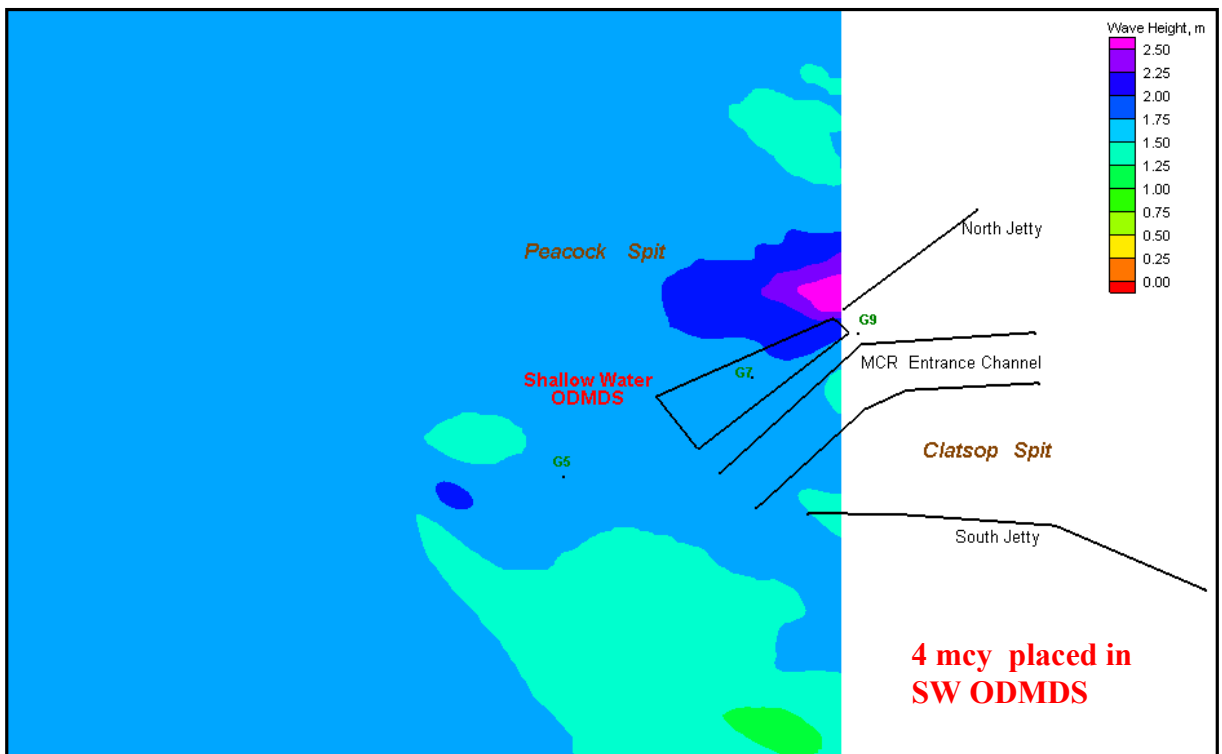 Wave Height, m
2.50
2.25
2.00
1.75
1.50
1.25
1.00
0.75
0.50
0.25
0.00
North Jetty
Peacock Spit
G9
MCR Entrance Channel
G7
Shallow Water
ODMDS
Clatsop Spit
G5
South Jetty
4 mcy placed in
SW ODMDS